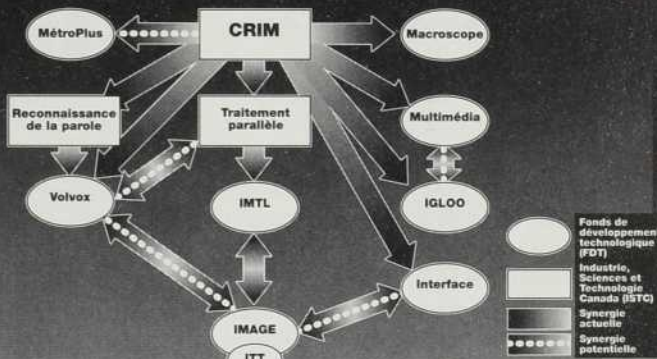 MétroPlus
CRIM
Macroscope
Reconnaissance
de la parole
Traitement
parallèle
Multimédia
Volvox
IMTL
IGLOO
Interface
IMAGE
ITT
Fonds de
développement
technologique
(FDT)
Industrie,
Sciences et
Technologie
Canada (ISTC)
Synergie
actuelle
Synergie
potentielle